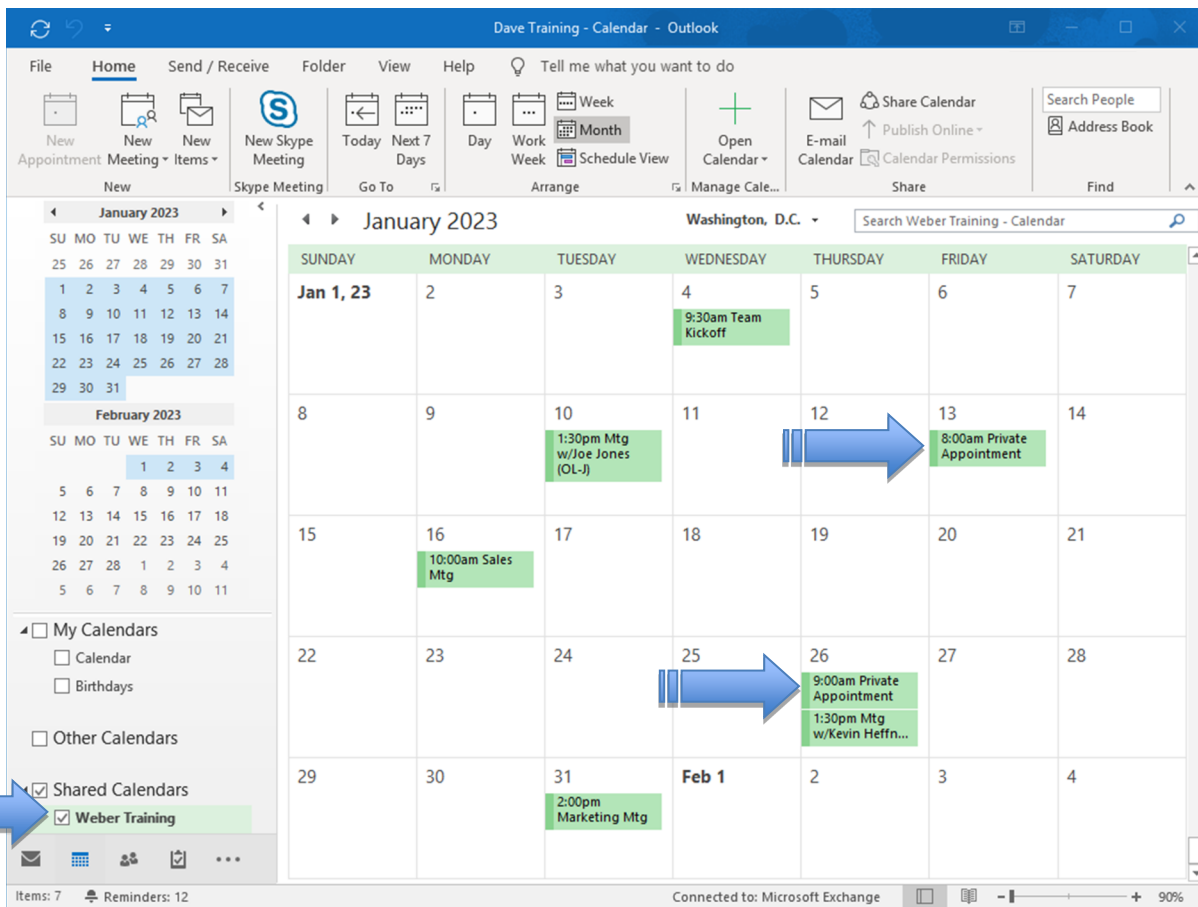 Dave Training - Calendar - Outlook
File Home Send / Receive Folder View Help Tell me what you want to do
New Appointment
New Meeting
New Items
New Skype Meeting
Today
Next 7 Days
Day
Work Week
Week
Month
Schedule View
Open Calendar
E-mail Calendar
Share Calendar
Publish Online
Calendar Permissions
Search People
Address Book
New Skype Meeting Go To Arrange Manage Cale... Share Find
January 2023
SU MO TU WE TH FR SA
25 26 27 28 29 30 31
1 2 3 4 5 6 7
8 9 10 11 12 13 14
15 16 17 18 19 20 21
22 23 24 25 26 27 28
29 30 31
February 2023
SU MO TU WE TH FR SA
1 2 3 4
5 6 7 8 9 10 11
12 13 14 15 16 17 18
19 20 21 22 23 24 25
26 27 28 1 2 3 4
5 6 7 8 9 10 11
My Calendars
Calendar
Birthdays
Other Calendars
Shared Calendars
Weber Training
January 2023 Washington, D.C. Search Weber Training - Calendar
SUNDAY MONDAY TUESDAY WEDNESDAY THURSDAY FRIDAY SATURDAY
Jan 1, 23 2 3 4 5 6 7
9:30am Team
Kickoff
8 9 10 11 12 13 14
1:30pm Mtg
w/Joe Jones
(OL-J)
8:00am Private
Appointment
15 16 17 18 19 20 21
10:00am Sales
Mtg
22 23 24 25 26 27 28
9:00am Private
Appointment
1:30pm Mtg
w/Kevin Heffn...
29 30 31 Feb 1 2 3 4
2:00pm
Marketing Mtg
Items: 7 Reminders: 12 Connected to: Microsoft Exchange 90%